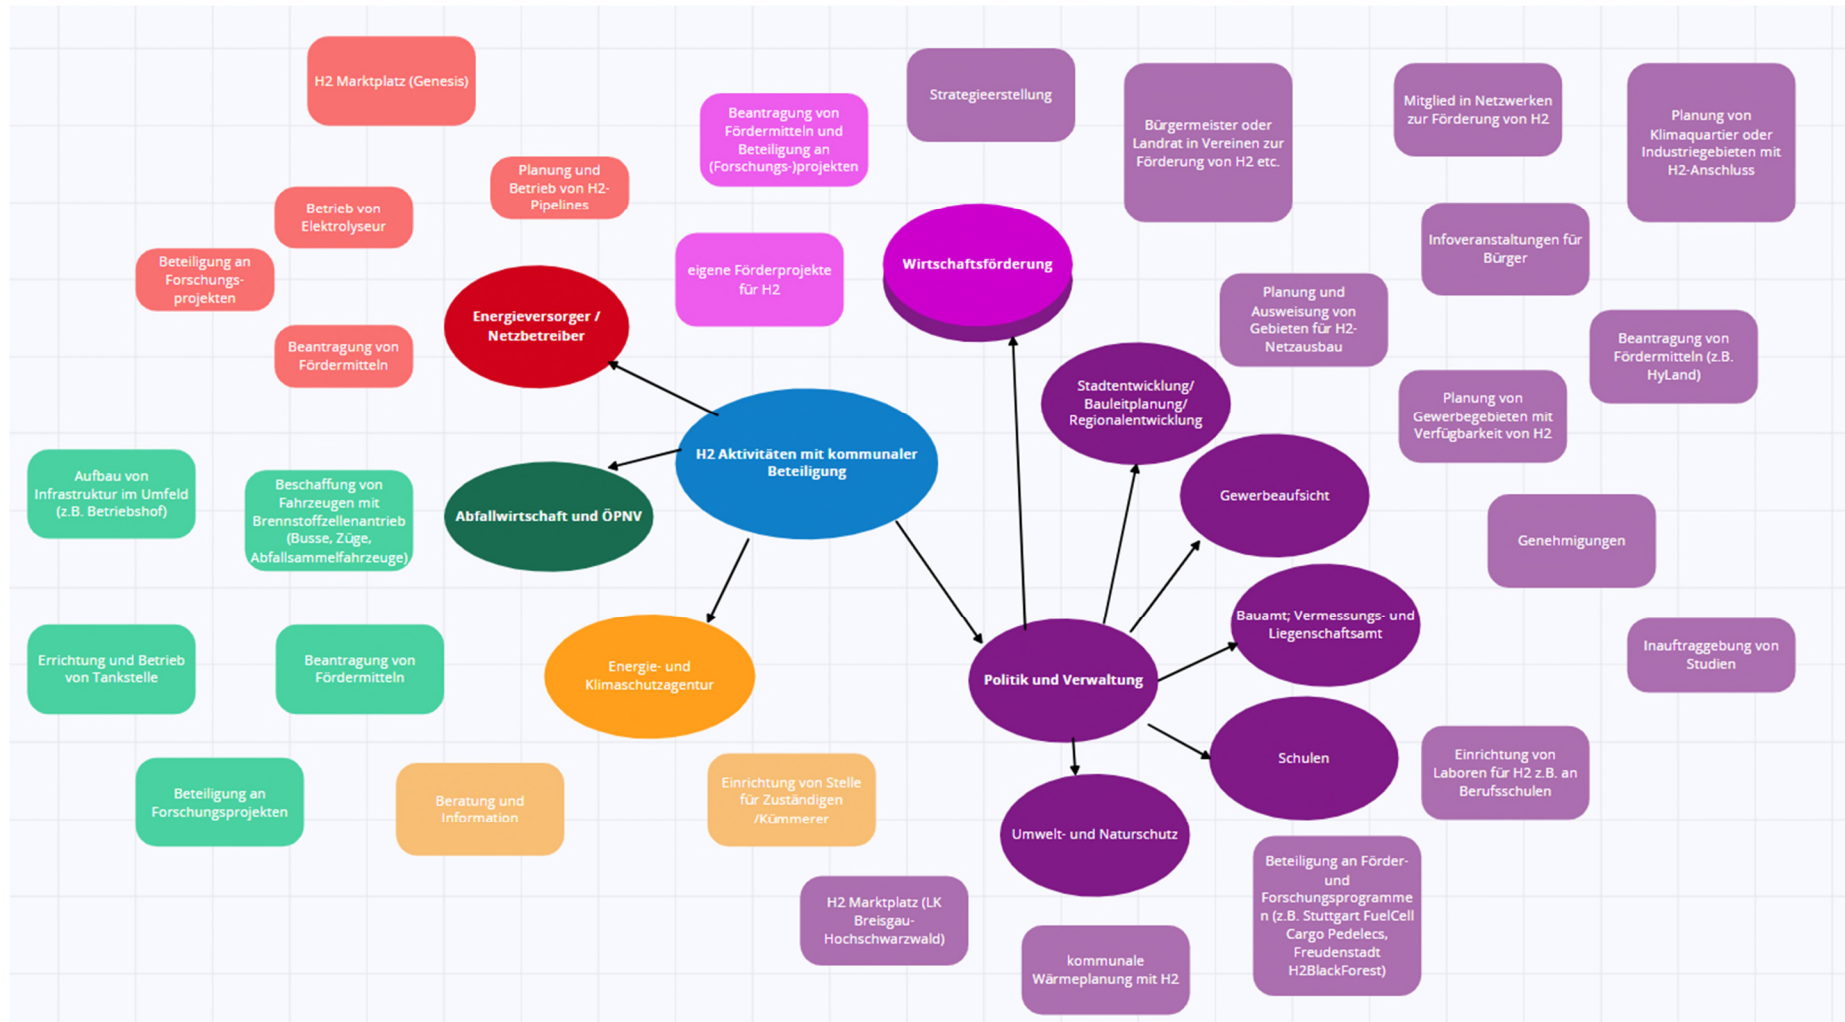 H2 Marktplatz (Genesis)
Planung und
Betrieb von H2-
Pipelines
Betrieb von
Elektrolyseur
Beteiligung an
Forschungs-
projekten
Beantragung von
Fördermitteln
Energieversorger /
Netzbetreiber
Beantragung von
Fördermitteln und
Beteiligung an
(Forschungs-)projekten
eigene Förderprojekte
für H2
Wirtschaftsförderung
Strategieerstellung
Bürgermeister oder
Landrat in Vereinen zur
Förderung von H2 etc.
Mitglied in Netzwerken
zur Förderung von H2
Planung von
Klimaquartier oder
Industriegebieten mit
H2-Anschluss
Infoveranstaltungen für
Bürger
Planung und
Ausweisung von
Gebieten für H2-
Netzausbau
Beantragung von
Fördermitteln (z.B.
HyLand)
Planung von
Gewerbegebieten mit
Verfügbarkeit von H2
Stadtentwicklung/
Bauleitplanung/
Regionalentwicklung
H2 Aktivitäten mit kommunaler
Beteiligung
Abfallwirtschaft und ÖPNV
Aufbau von
Infrastruktur im Umfeld
(z.B. Betriebshof)
Beschaffung von
Fahrzeugen mit
Brennstoffzellenantrieb
(Busse, Züge,
Abfallsammelfahrzeuge)
Gewerbeaufsicht
Genehmigungen
Errichtung und Betrieb
von Tankstelle
Beantragung von
Fördermitteln
Energie- und
Klimaschutzagentur
Politik und Verwaltung
Bauamt; Vermessungs- und
Liegenschaftsamt
Inauftraggebung von
Studien
Beteiligung an
Forschungsprojekten
Beratung und
Information
Einrichtung von Stelle
für Zuständigen
/Kümmerer
Schulen
Einrichtung von
Laboren für H2 z.B. an
Berufsschulen
Umwelt- und Naturschutz
H2 Marktplatz (LK
Breisgau-
Hochschwarzwald)
kommunale
Wärmeplanung mit H2
Beteiligung an Förder-
und
Forschungsprogramme
n (z.B. Stuttgart FuelCell
Cargo Pedelecs,
Freudenstadt
H2BlackForest)